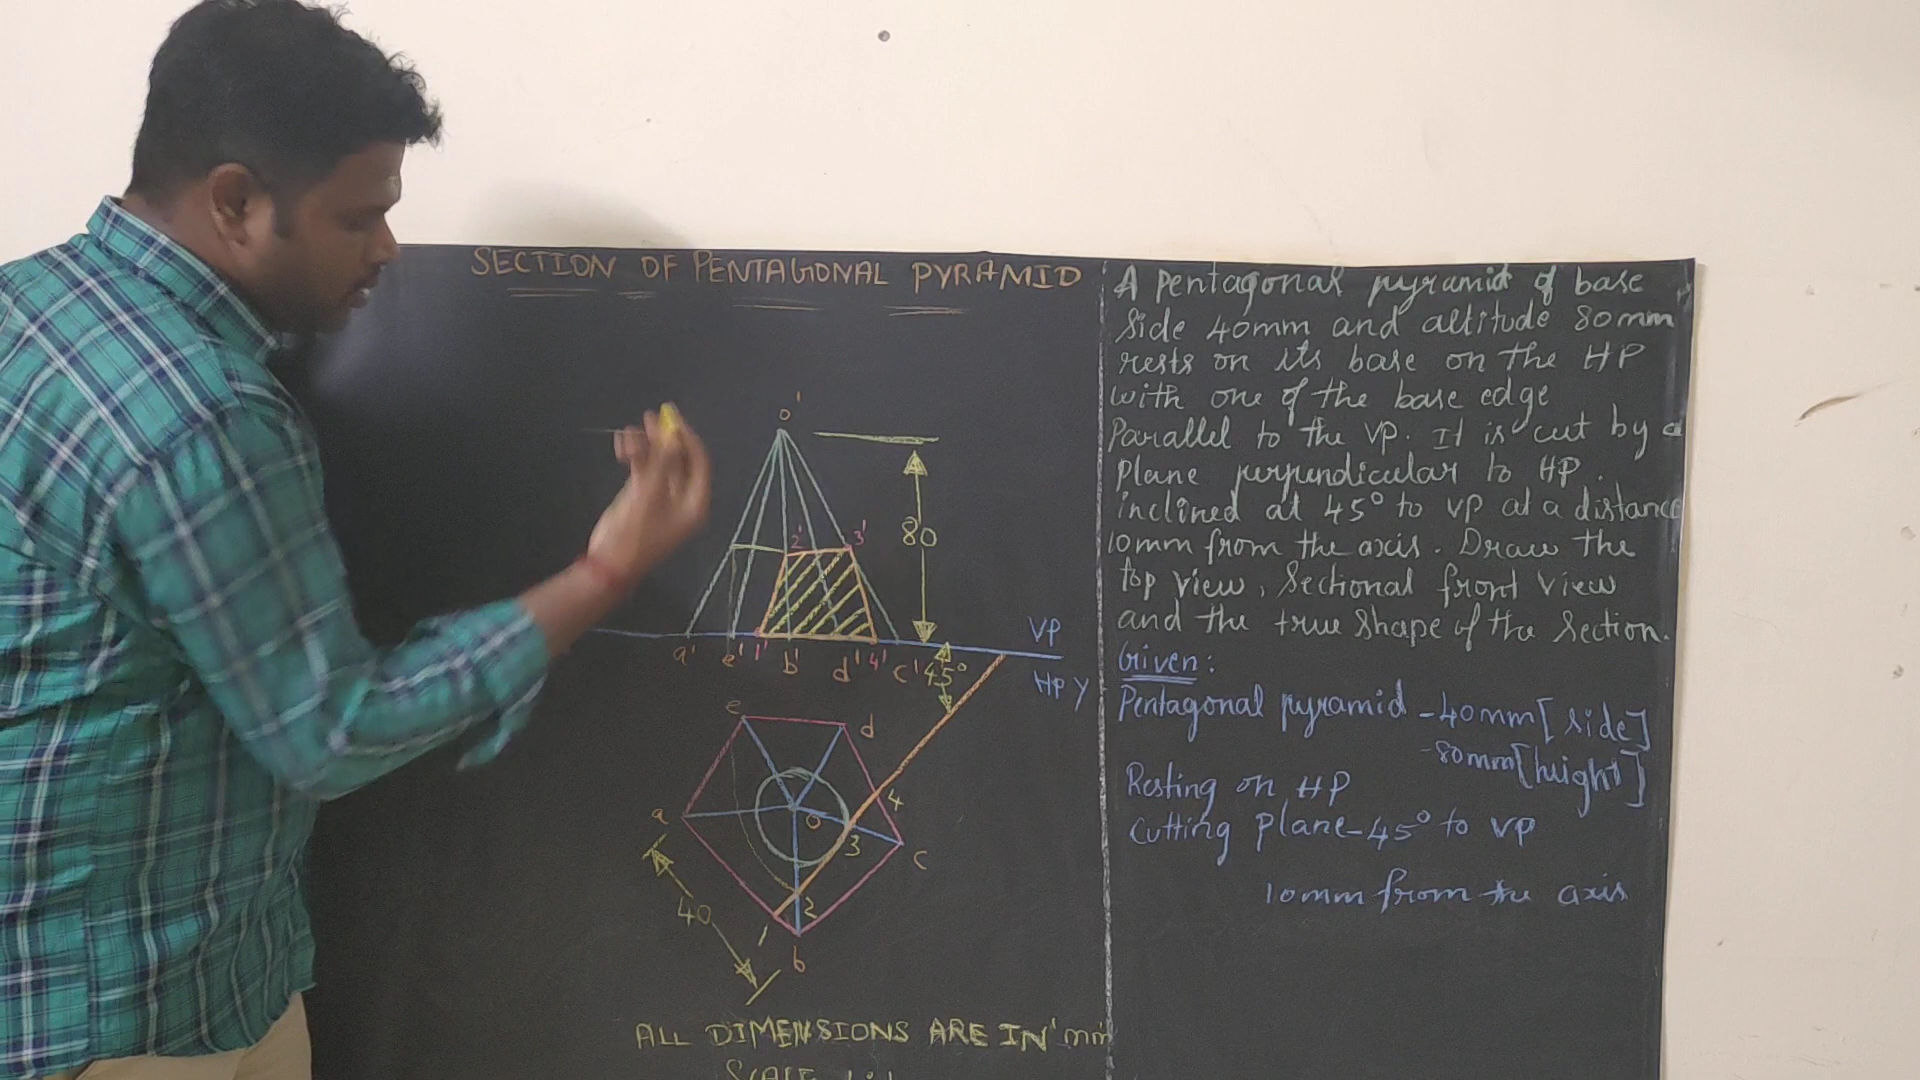 SECTION OF PENTAGONAL PYRAMID
o'
80
2' 3'
VP
a' e' 1' b' d' 4' c' 45°
HP Y
e d
a o 4
3 c
40 2
b
ALL DIMENSIONS ARE IN 'mm
A pentagonal pyramid of base
side 40mm and altitude 80mm
rests on its base on the HP
with one of the base edge
Parallel to the VP. It is cut by a
Plane perpendicular to HP.
inclined at 45° to VP at a distance
10mm from the axis. Draw the
top view, Sectional front view
and the true shape of the section.
Given:
Pentagonal pyramid - 40mm [side]
- 80mm [height]
Resting on HP
Cutting plane - 45° to VP
10mm from the axis